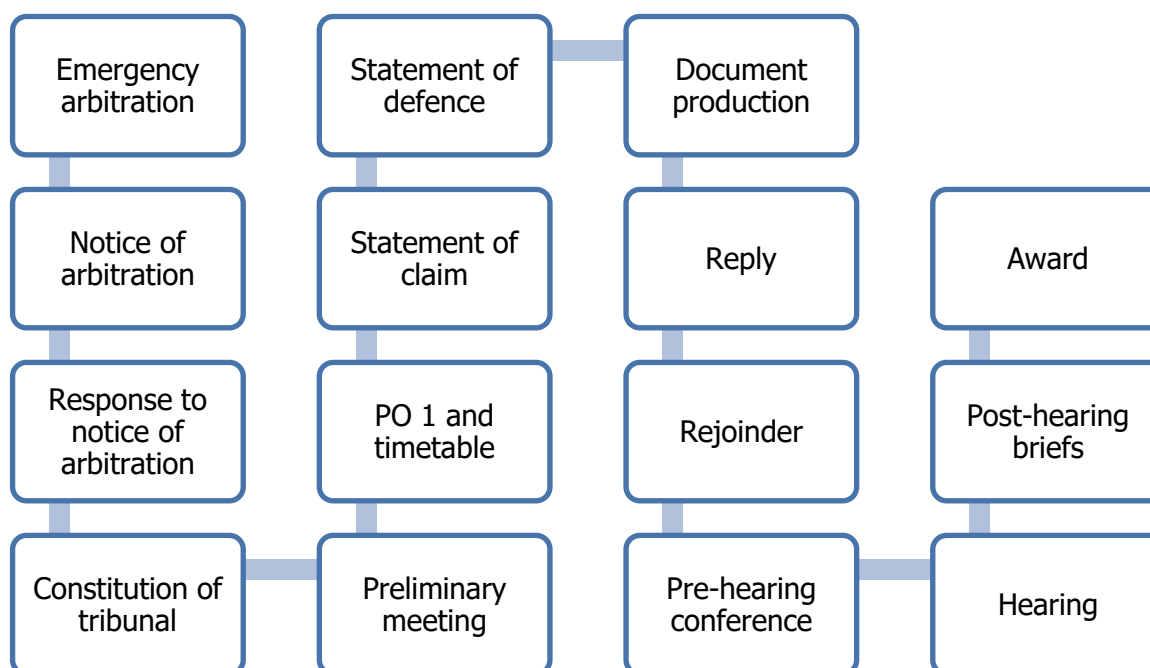 Emergency
arbitration
Notice of
arbitration
Response to
notice of
arbitration
Constitution of
tribunal
Preliminary
meeting
PO 1 and
timetable
Statement of
claim
Statement of
defence
Document
production
Reply
Rejoinder
Pre-hearing
conference
Hearing
Post-hearing
briefs
Award